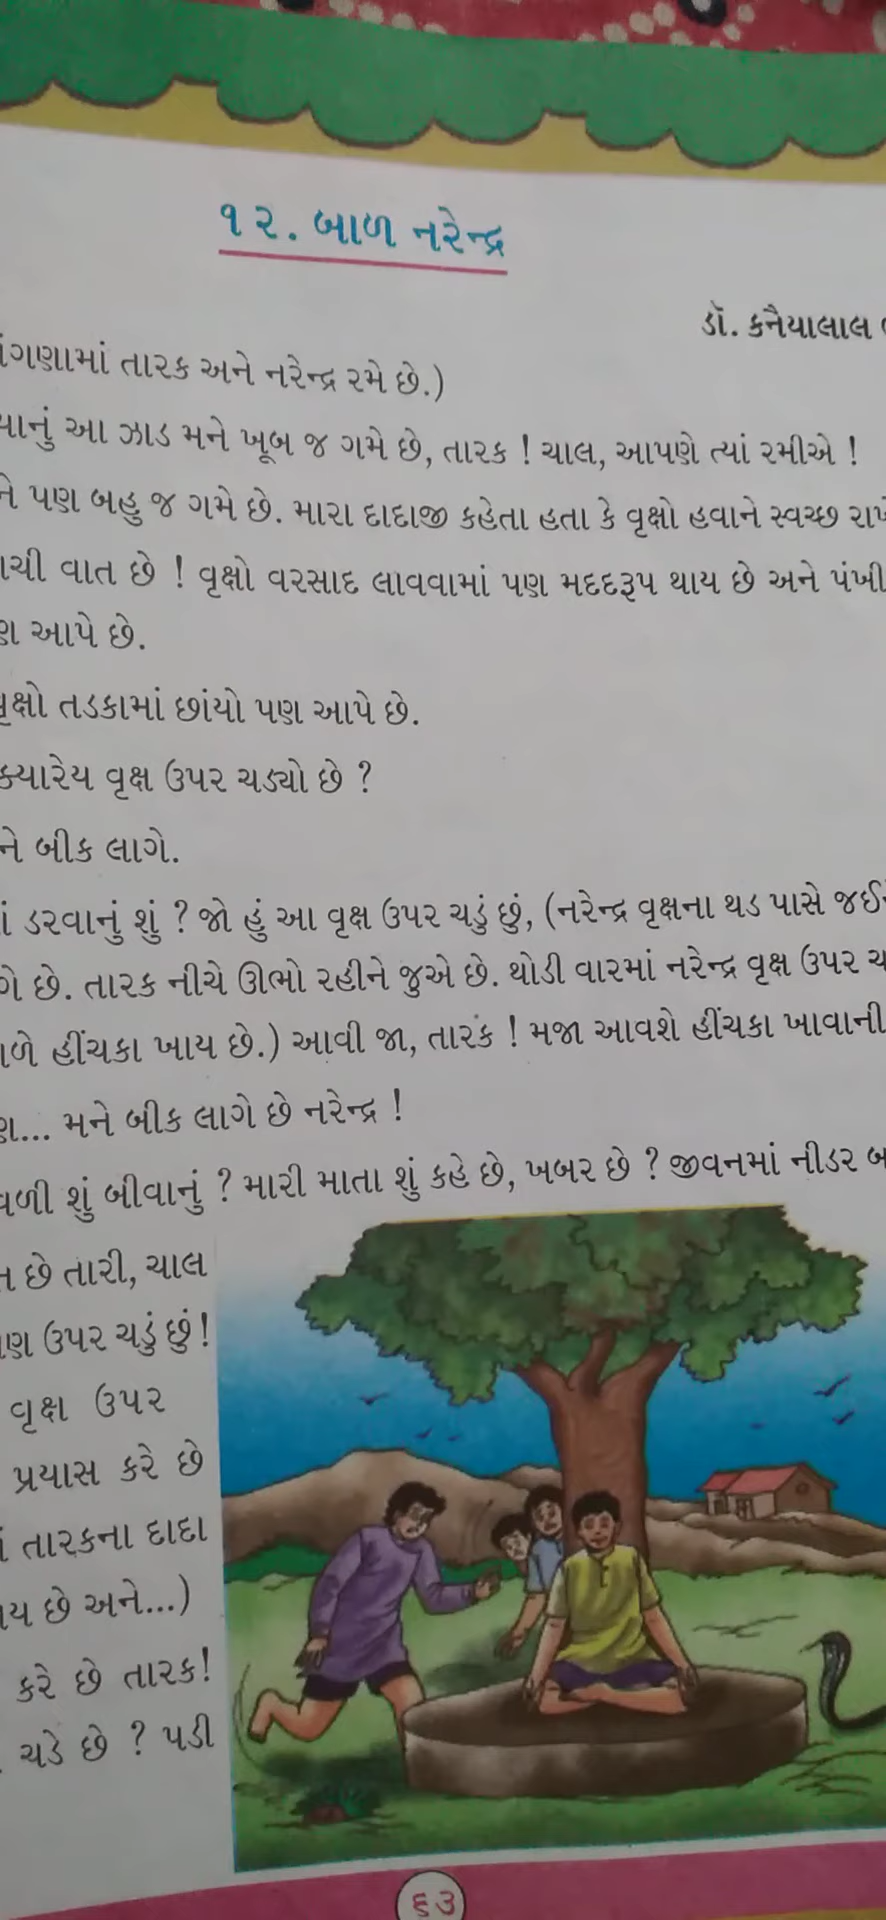 ૧૨. બાળ નરેન્દ્ર
ડૉ. કનૈયાલાલ
તારક અને નરેન્દ્ર રમે છે.)
આ ઝાડ મને ખૂબ જ ગમે છે, તારક ! ચાલ, આપણે ત્યાં રમીએ !
પણ બહુ જ ગમે છે. મારા દાદાજી કહેતા હતા કે વૃક્ષો હવાને સ્વચ્છ
વાત છે ! વૃક્ષો વરસાદ લાવવામાં પણ મદદરૂપ થાય છે અને
આપે છે.
તડકામાં છાંયો પણ આપે છે.
ક્યારેય વૃક્ષ ઉપર ચડ્યો છે ?
બીક લાગે.
ડરવાનું શું ? જો હું આ વૃક્ષ ઉપર ચડું છું, (નરેન્દ્ર વૃક્ષના થડ પાસે
છે. તારક નીચે ઊભો રહીને જુએ છે. થોડી વારમાં નરેન્દ્ર વૃક્ષ ઉપર
હીંચકા ખાય છે.) આવી જા, તારક ! મજા આવશે હીંચકા ખાવાની
... મને બીક લાગે છે નરેન્દ્ર !
વળી શું બીવાનું ? મારી માતા શું કહે છે, ખબર છે ? જીવનમાં નીડર
છે તારી, ચાલ
ઉપર ચડું છું !
વૃક્ષ ઉપર
પ્રયાસ કરે છે
તારકના દાદા
છે અને...)
કરે છે તારક!
ચડે છે ? પડી
૬૩